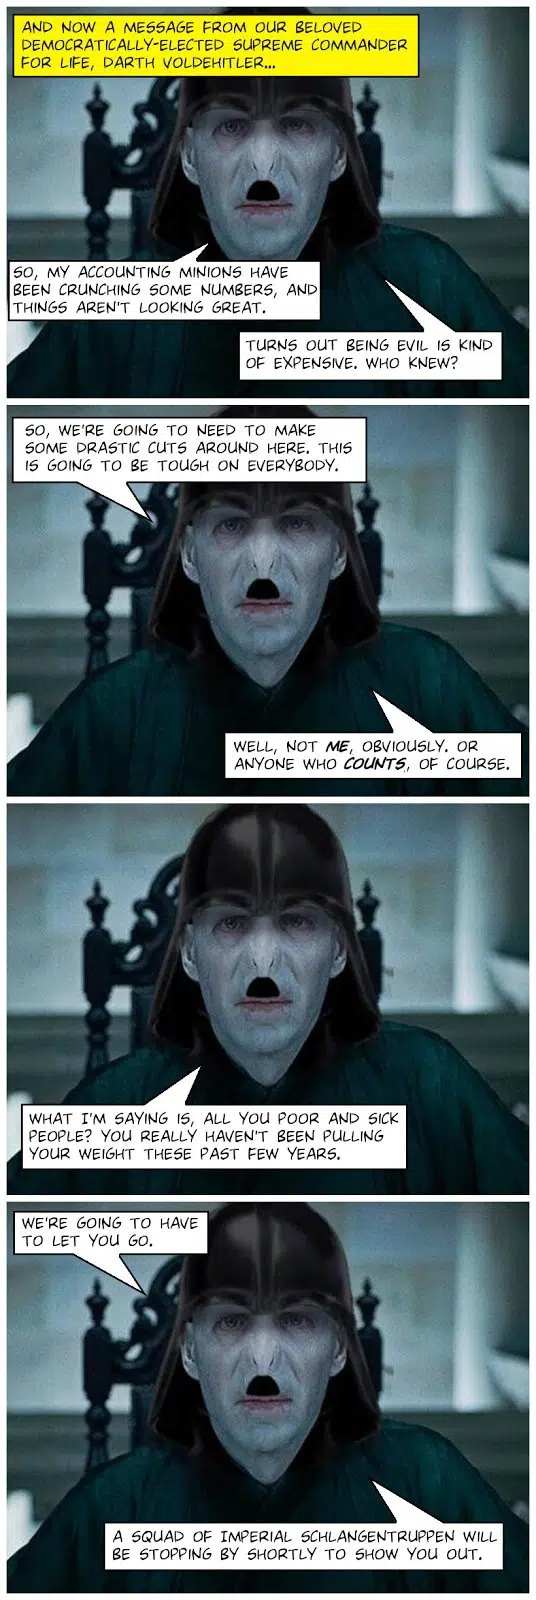 AND NOW A MESSAGE FROM OUR BELOVED
DEMOCRATICALLY-ELECTED SUPREME COMMANDER
FOR LIFE, DARTH VOLDEHITLER...
SO, MY ACCOUNTING MINIONS HAVE
BEEN CRUNCHING SOME NUMBERS, AND
THINGS AREN'T LOOKING GREAT.
TURNS OUT BEING EVIL IS KIND
OF EXPENSIVE. WHO KNEW?
SO, WE'RE GOING TO NEED TO MAKE
SOME DRASTIC CUTS AROUND HERE. THIS
IS GOING TO BE TOUGH ON EVERYBODY.
WELL, NOT ME, OBVIOUSLY. OR
ANYONE WHO COUNTS, OF COURSE.
WHAT I'M SAYING IS, ALL YOU POOR AND SICK
PEOPLE? YOU REALLY HAVEN'T BEEN PULLING
YOUR WEIGHT THESE PAST FEW YEARS.
WE'RE GOING TO HAVE
TO LET YOU GO.
A SQUAD OF IMPERIAL SCHLANGENTRUPPEN WILL
BE STOPPING BY SHORTLY TO SHOW YOU OUT.